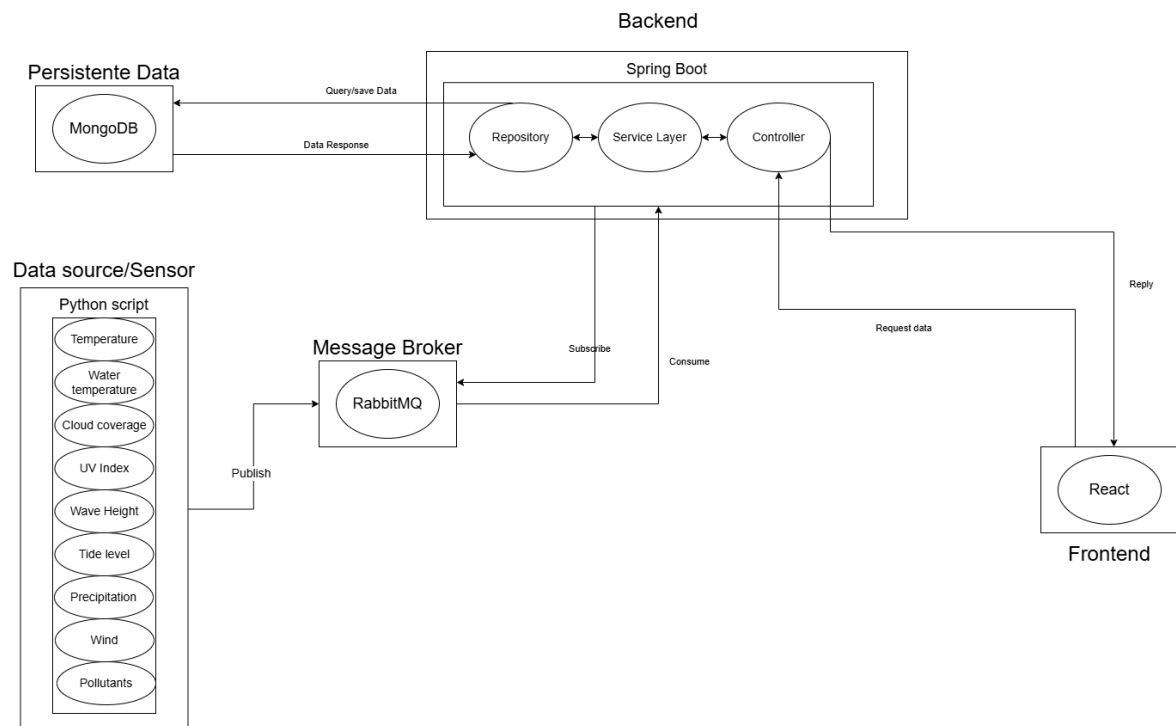 Backend
Persistente Data
Spring Boot
Query/save Data
MongoDB
Repository
Service Layer
Controller
Data Response
Data source/Sensor
Python script
Temperature
Water
temperature
Cloud coverage
UV Index
Wave Height
Tide level
Precipitation
Wind
Pollutants
Publish
Message Broker
RabbitMQ
Subscribe
Consume
Request data
Reply
React
Frontend